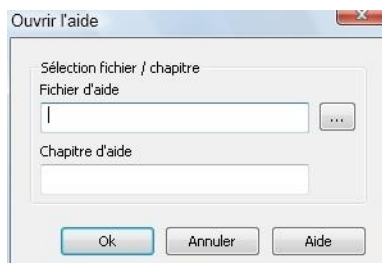 Ouvrir l'aide
Sélection fichier / chapitre
Fichier d'aide
...
Chapitre d'aide
Ok Annuler Aide